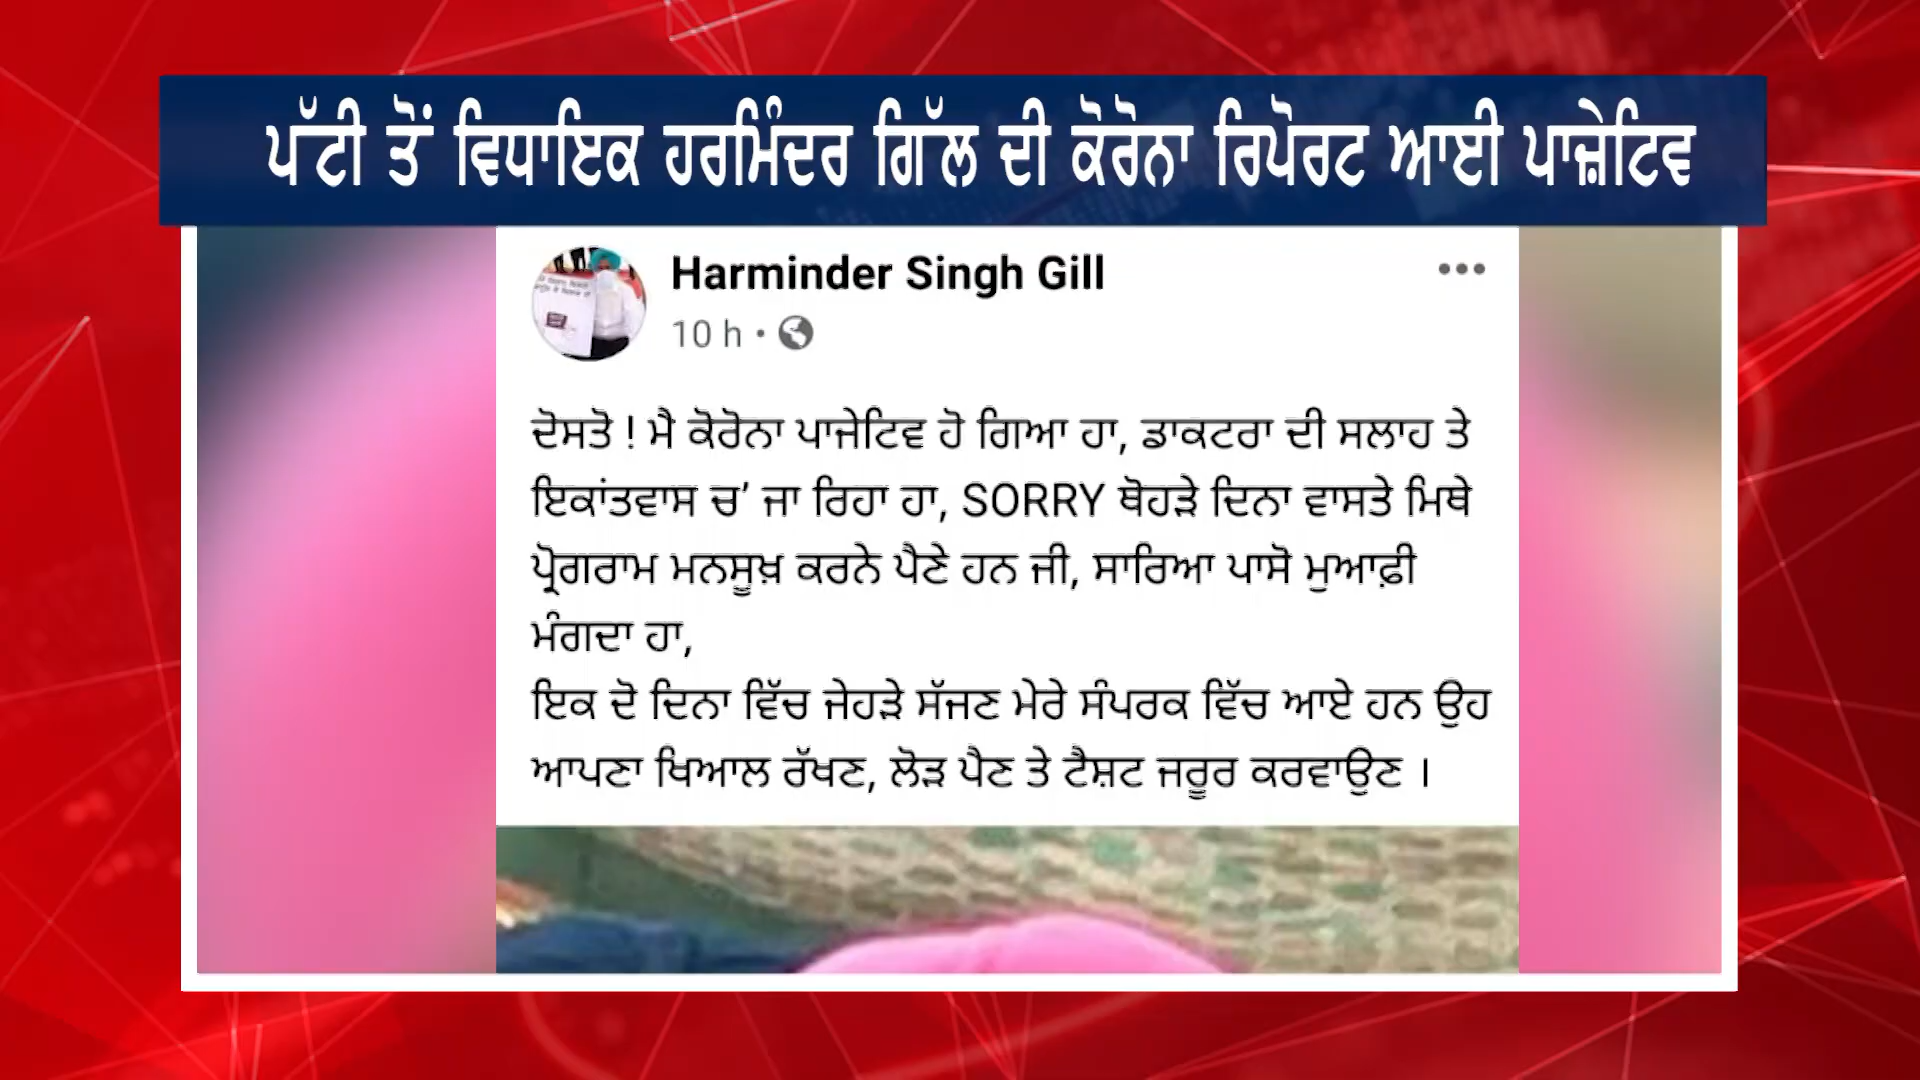 ਪੱਟੀ ਤੋਂ ਵਿਧਾਇਕ ਹਰਮਿੰਦਰ ਗਿੱਲ ਦੀ ਕੋਰੋਨਾ ਰਿਪੋਰਟ ਆਈ ਪਾਜ਼ੇਟਿਵ
Harminder Singh Gill
10 h •
ਦੋਸਤੋ ! ਮੈ ਕੋਰੋਨਾ ਪਾਜੇਟਿਵ ਹੋ ਗਿਆ ਹਾ, ਡਾਕਟਰਾ ਦੀ ਸਲਾਹ ਤੇ
ਇਕਾਂਤਵਾਸ ਚ’ ਜਾ ਰਿਹਾ ਹਾ, SORRY ਥੋਹੜੇ ਦਿਨਾ ਵਾਸਤੇ ਮਿਥੇ
ਪ੍ਰੋਗਰਾਮ ਮਨਸੂਖ਼ ਕਰਨੇ ਪੈਣੇ ਹਨ ਜੀ, ਸਾਰਿਆ ਪਾਸੋ ਮੁਆਫ਼ੀ
ਮੰਗਦਾ ਹਾ,
ਇਕ ਦੋ ਦਿਨਾ ਵਿੱਚ ਜੇਹੜੇ ਸੱਜਣ ਮੇਰੇ ਸੰਪਰਕ ਵਿੱਚ ਆਏ ਹਨ ਉਹ
ਆਪਣਾ ਖਿਆਲ ਰੱਖਣ, ਲੋੜ ਪੈਣ ਤੇ ਟੈਸ਼ਟ ਜਰੂਰ ਕਰਵਾਉਣ ।